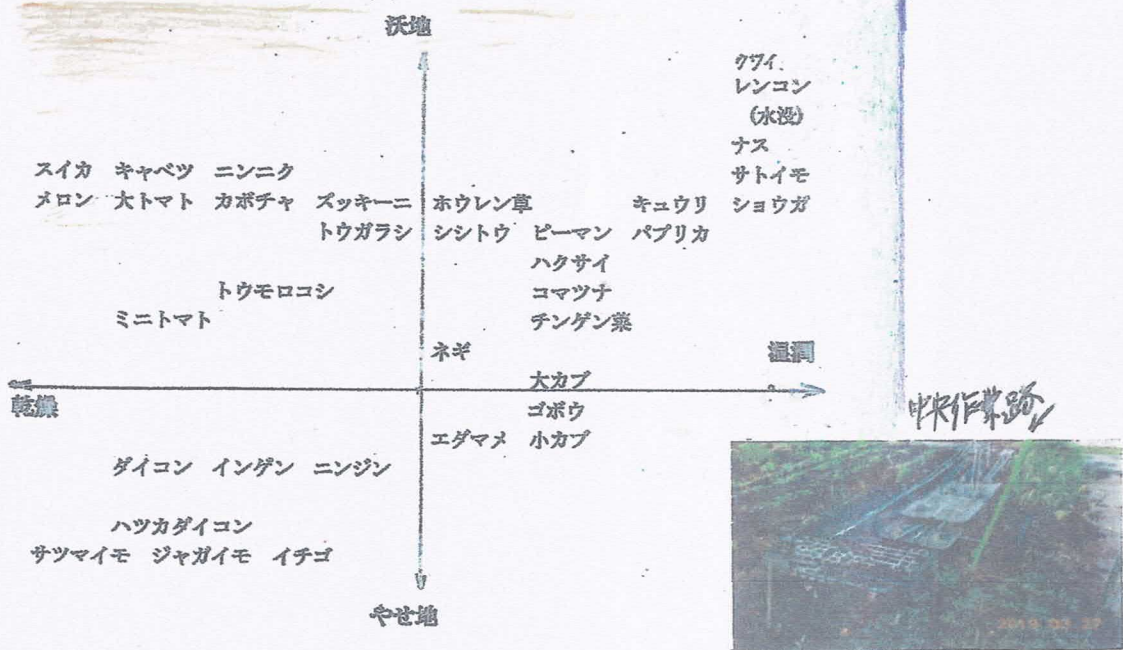 沃地
クワイ
レンコン
(水没)
ナス
スイカ キャベツ ニンニク サトイモ
メロン 大トマト カボチャ ズッキーニ ホウレン草 キュウリ ショウガ
トウガラシ シシトウ ピーマン パプリカ
ハクサイ
トウモロコシ コマツナ
ミニトマト チンゲン菜
ネギ 湿潤
大カブ
乾燥 ゴボウ
中央作業路
エダマメ 小カブ
ダイコン インゲン ニンジン
ハツカダイコン
サツマイモ ジャガイモ イチゴ
やせ地
2019 03 27